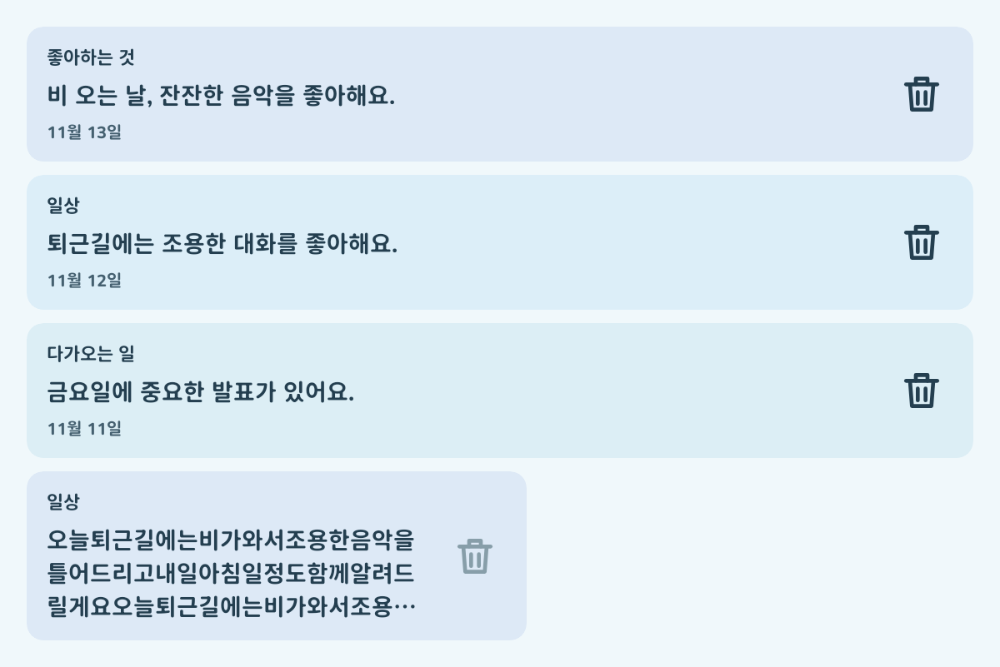 좋아하는 것
비 오는 날, 잔잔한 음악을 좋아해요.
11월 13일
일상
퇴근길에는 조용한 대화를 좋아해요.
11월 12일
다가오는 일
금요일에 중요한 발표가 있어요.
11월 11일
일상
오늘퇴근길에는비가와서조용한음악을
틀어드리고내일아침일정도함께알려드
릴게요오늘퇴근길에는비가와서조용⋯